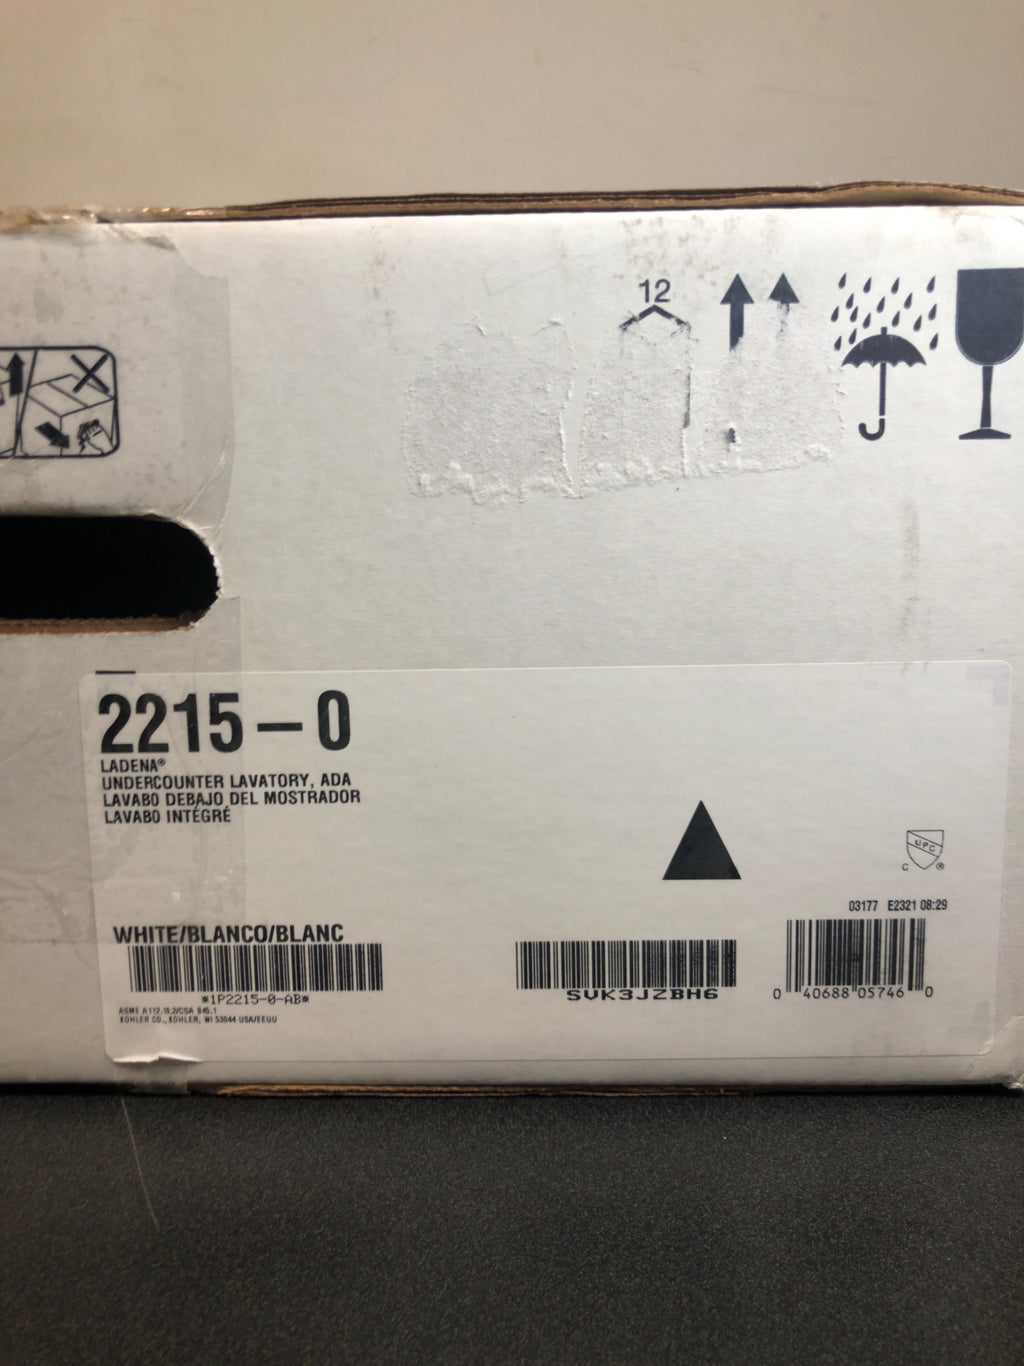 12
2215-0
LADENA®
UNDERCOUNTER LAVATORY, ADA
LAVABO DEBAJO DEL MOSTRADOR
LAVABO INTÉGRÉ
UPC
C ®
03177 E2321 08:29
WHITE/BLANCO/BLANC
*1P2215-0-AB*
SVK3JZBH6
0 40688 05746 0
ASME A112.19.2/CSA B45.1
KOHLER CO., KOHLER, WI 53044 USA/EEUU